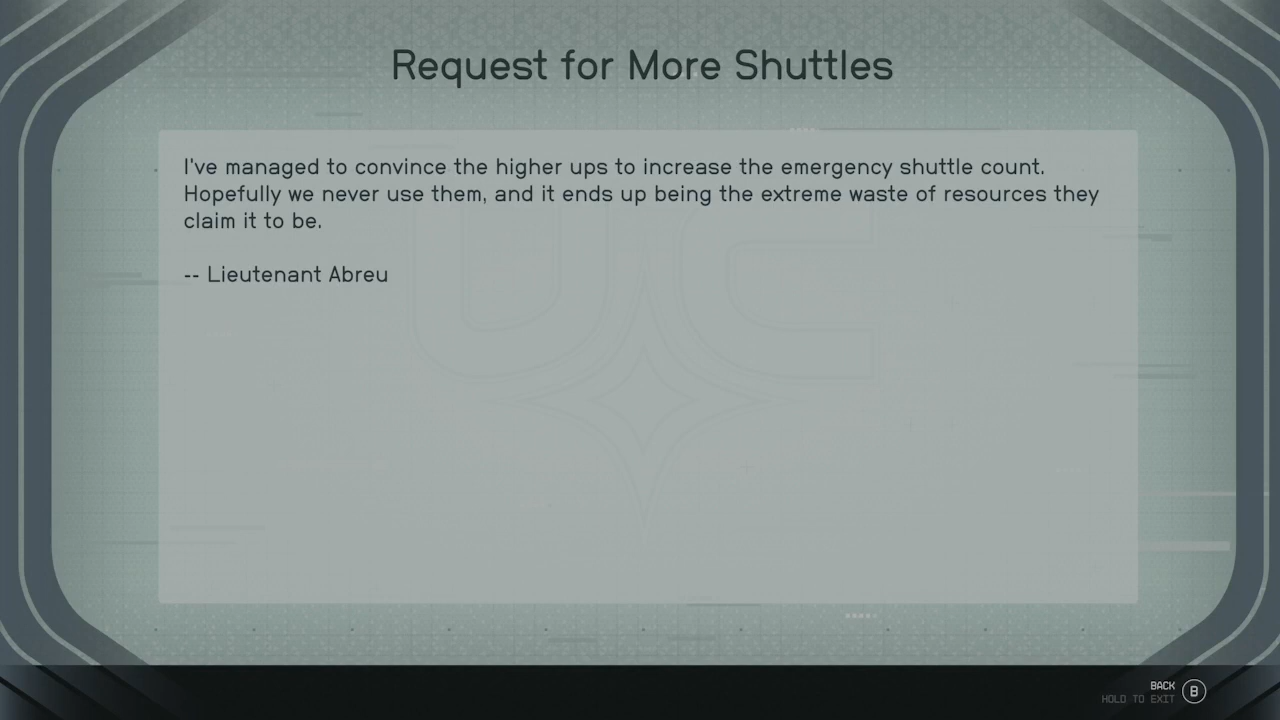 Request for More Shuttles
I've managed to convince the higher ups to increase the emergency shuttle count.
Hopefully we never use them, and it ends up being the extreme waste of resources they
claim it to be.
-- Lieutenant Abreu
UC
BACK
HOLD TO EXIT
B